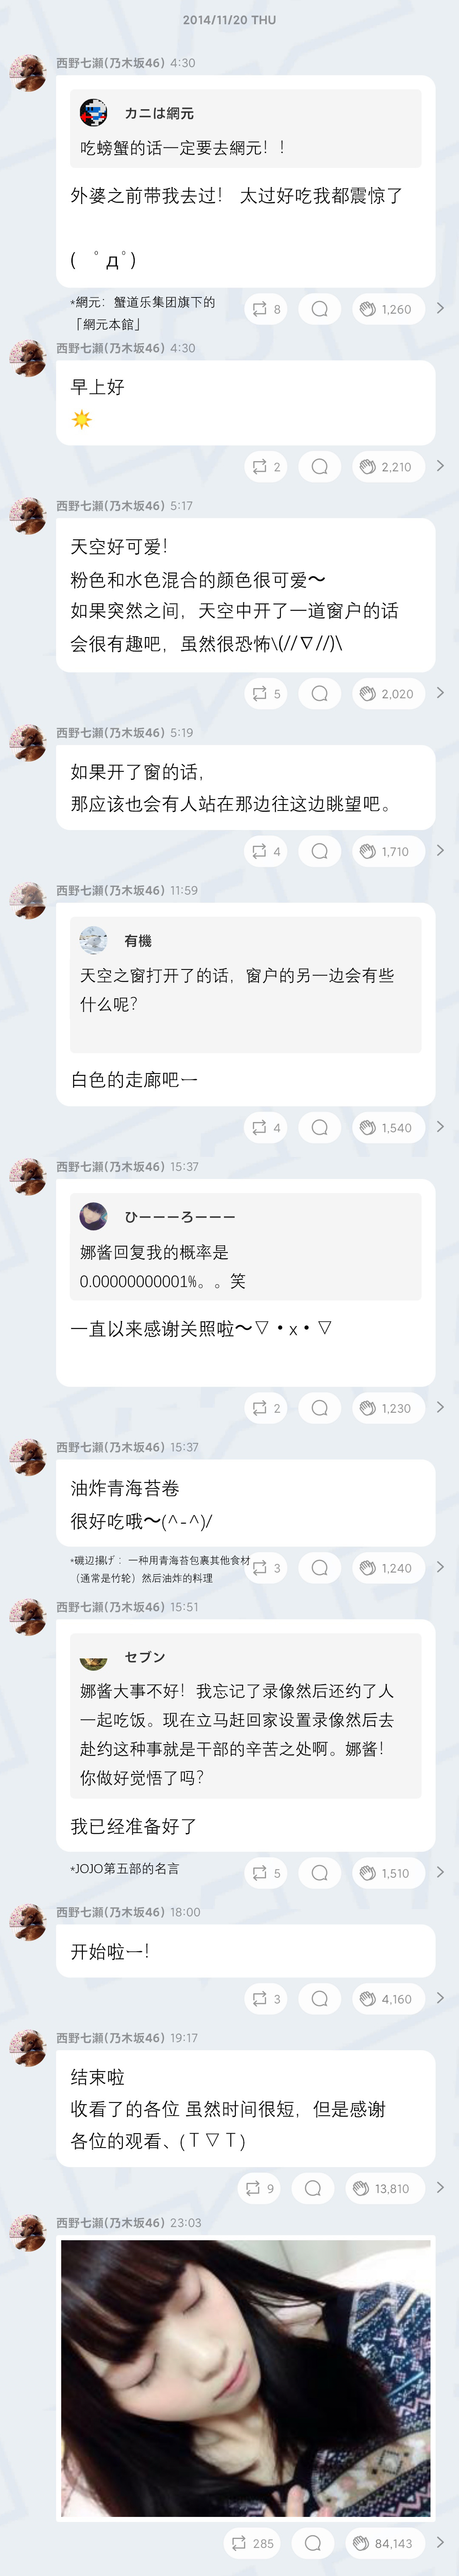 2014/11/20 THU
西野七瀬(乃木坂46) 4:30
カニは網元
吃螃蟹的话一定要去網元！！
外婆之前带我去过！ 太过好吃我都震惊了
( ゜д゜)
*網元：蟹道乐集团旗下的
「網元本館」
8
1,260
西野七瀬(乃木坂46) 4:30
早上好
2
2,210
西野七瀬(乃木坂46) 5:17
天空好可爱！
粉色和水色混合的颜色很可爱～
如果突然之间，天空中开了一道窗户的话
会很有趣吧，虽然很恐怖\(//∇//)\
5
2,020
西野七瀬(乃木坂46) 5:19
如果开了窗的话，
那应该也会有人站在那边往这边眺望吧。
4
1,710
西野七瀬(乃木坂46) 11:59
有機
天空之窗打开了的话，窗户的另一边会有些
什么呢？
白色的走廊吧ー
4
1,540
西野七瀬(乃木坂46) 15:37
ひーーーろーーー
娜酱回复我的概率是
0.00000000001%。。笑
一直以来感谢关照啦～▽・x・▽
2
1,230
西野七瀬(乃木坂46) 15:37
油炸青海苔卷
很好吃哦～(^-^)/
*磯辺揚げ：一种用青海苔包裹其他食材
（通常是竹轮）然后油炸的料理
3
1,240
西野七瀬(乃木坂46) 15:51
セブン
娜酱大事不好！我忘记了录像然后还约了人
一起吃饭。现在立马赶回家设置录像然后去
赴约这种事就是干部的辛苦之处啊。娜酱！
你做好觉悟了吗？
我已经准备好了
*JOJO第五部的名言
5
1,510
西野七瀬(乃木坂46) 18:00
开始啦ー！
3
4,160
西野七瀬(乃木坂46) 19:17
结束啦
收看了的各位 虽然时间很短，但是感谢
各位的观看、(T▽T)
9
13,810
西野七瀬(乃木坂46) 23:03
285
84,143